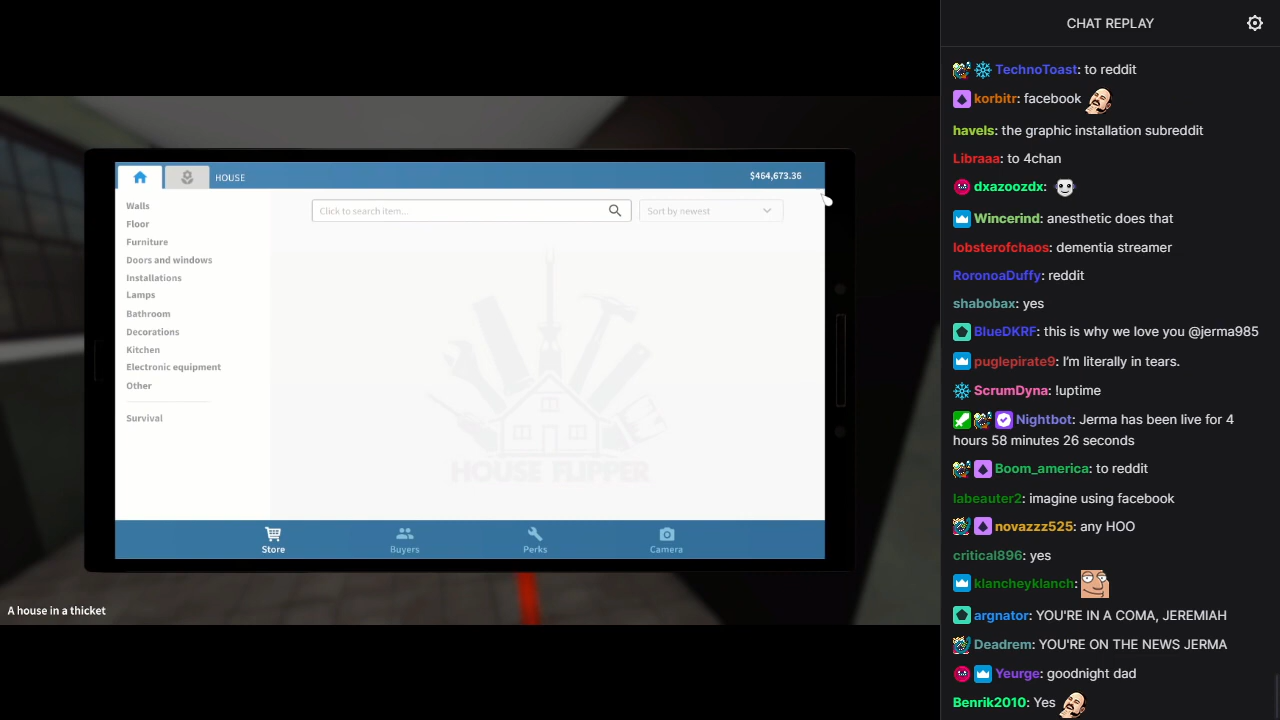 HOUSE
$464,673.36
Click to search item...
Sort by newest
Walls
Floor
Furniture
Doors and windows
Installations
Lamps
Bathroom
Decorations
Kitchen
Electronic equipment
Other
Survival
HOUSE FLIPPER
Store
Buyers
Perks
Camera
A house in a thicket
CHAT REPLAY
TechnoToast: to reddit
korbitr: facebook
havels: the graphic installation subreddit
Libraaa: to 4chan
dxazoozdx:
Wincerind: anesthetic does that
lobsterofchaos: dementia streamer
RoronoaDuffy: reddit
shabobax: yes
BlueDKRF: this is why we love you @jerma985
puglepirate9: I'm literally in tears.
ScrumDyna: !uptime
Nightbot: Jerma has been live for 4
hours 58 minutes 26 seconds
Boom_america: to reddit
labeauter2: imagine using facebook
novazzz525: any HOO
critical896: yes
klancheyklanch:
argnator: YOU'RE IN A COMA, JEREMIAH
Deadrem: YOU'RE ON THE NEWS JERMA
Yeurge: goodnight dad
Benrik2010: Yes